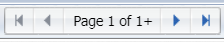 Page 1 of 1+